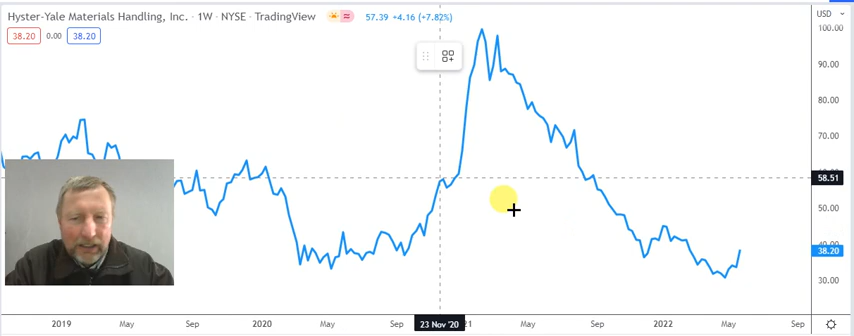 Hyster-Yale Materials Handling, Inc. · 1W · NYSE · TradingView 57.39 +4.16 (+7.82%)
USD
38.20 0.00 38.20
100.00
90.00
80.00
70.00
58.51
50.00
38.20
30.00
2019 May Sep 2020 May Sep 23 Nov '20 21 May Sep 2022 May Sep